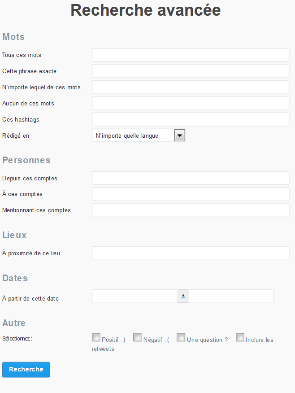 Recherche avancée
Mots
Tous ces mots
Cette phrase exacte
N'importe lequel de ces mots
Aucun de ces mots
Ces hashtags
Rédigé en
N'importe quelle langue
Personnes
Depuis ces comptes
À ces comptes
Mentionnant ces comptes
Lieux
À proximité de ce lieu
Dates
À partir de cette date
à
Autre
Sélectionnez :
Positif :)
Négatif :(
Une question ?
Inclure les
retweets
Recherche